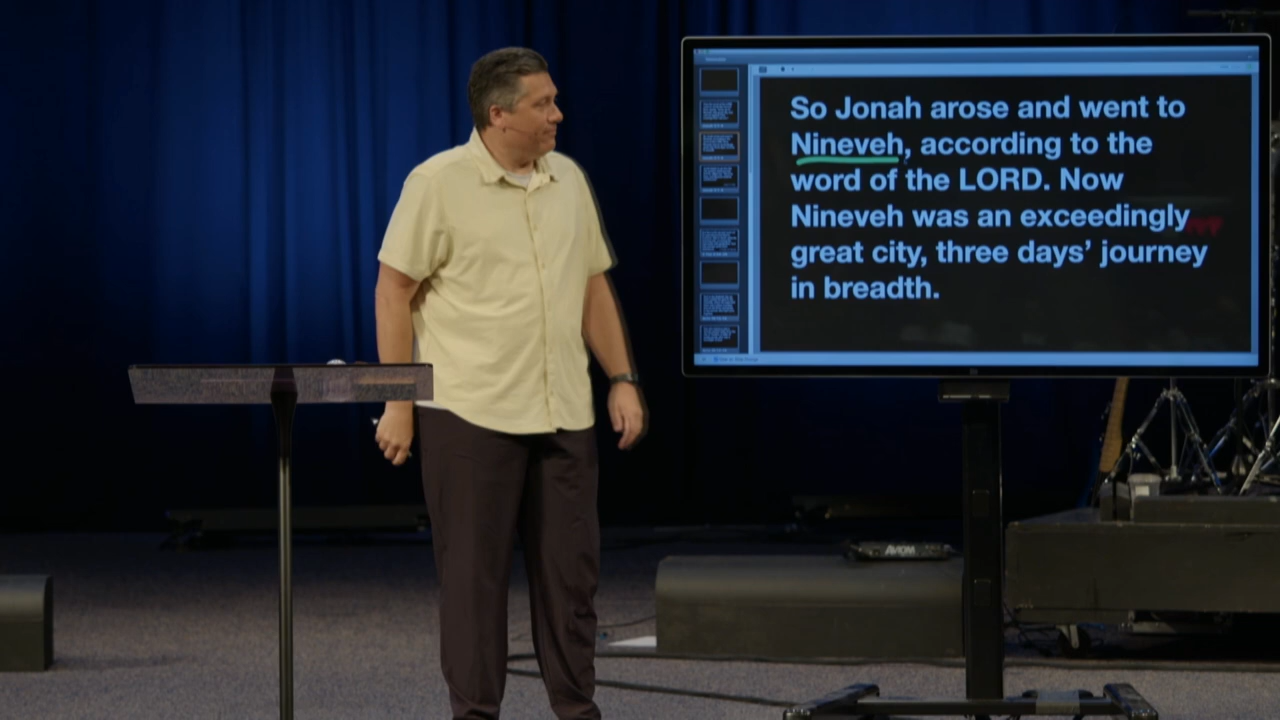 So Jonah arose and went to
Nineveh, according to the
word of the LORD. Now
Nineveh was an exceedingly
great city, three days’ journey
in breadth.
AVIOM